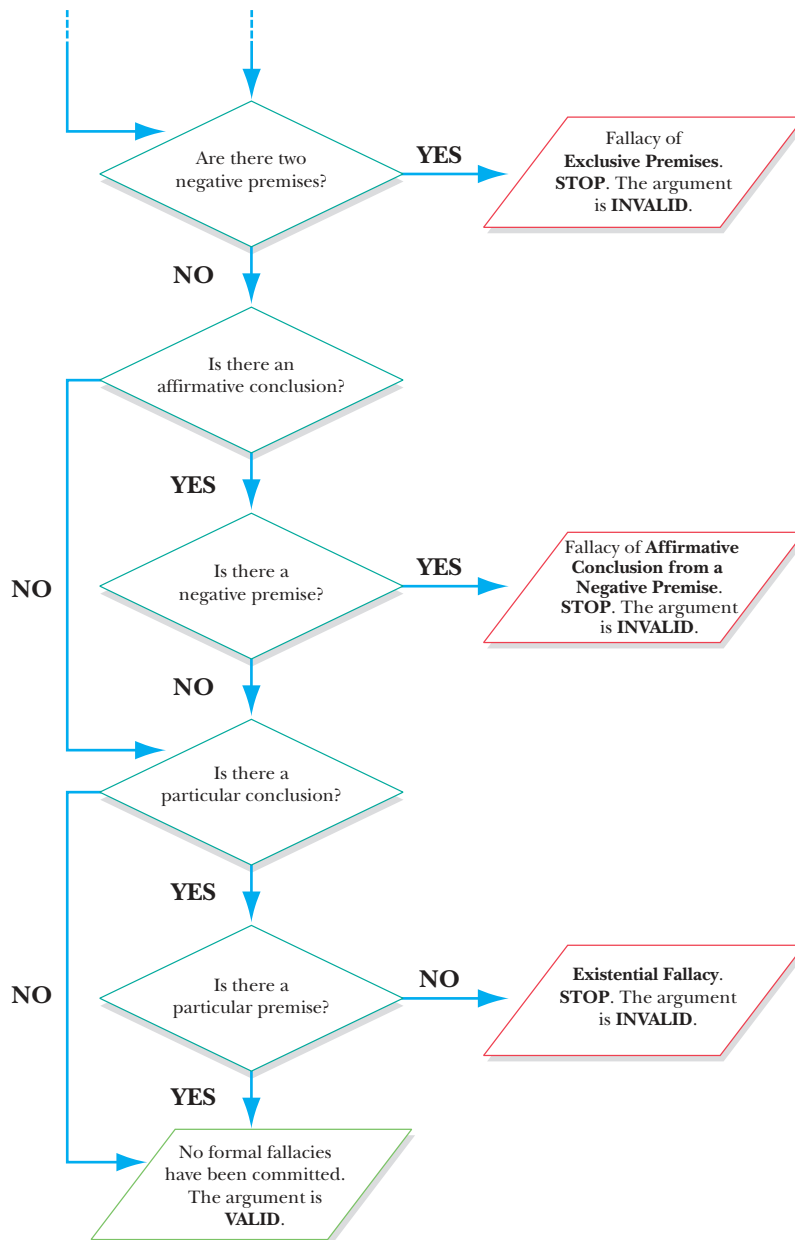 Are there two
negative premises?
YES
Fallacy of
Exclusive Premises.
STOP. The argument
is INVALID.
NO
Is there an
affirmative conclusion?
YES
NO
Is there a
negative premise?
YES
Fallacy of Affirmative
Conclusion from a
Negative Premise.
STOP. The argument
is INVALID.
NO
Is there a
particular conclusion?
YES
NO
Is there a
particular premise?
NO
Existential Fallacy.
STOP. The argument
is INVALID.
YES
No formal fallacies
have been committed.
The argument is
VALID.